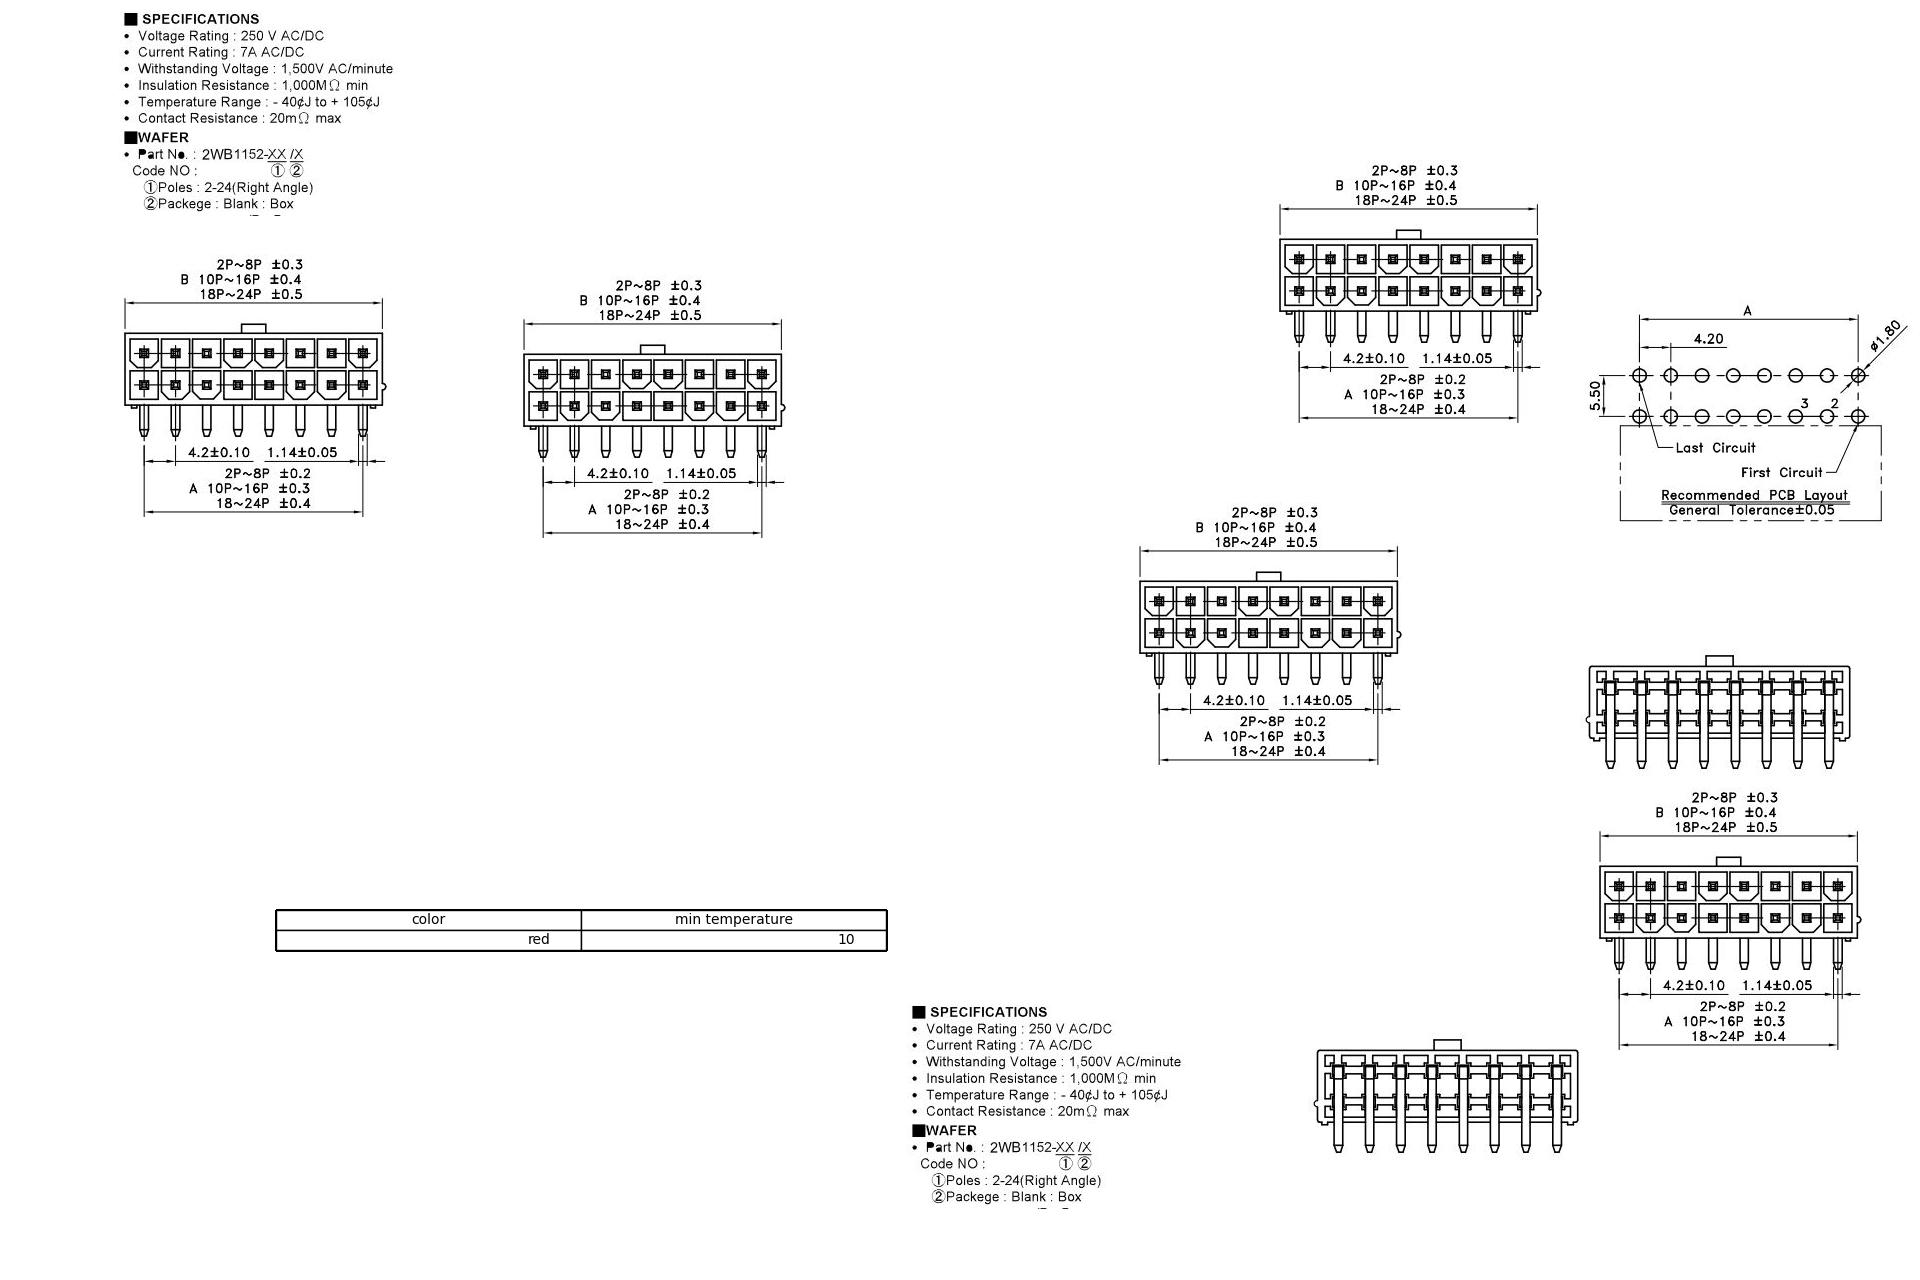 ■ SPECIFICATIONS
• Voltage Rating : 250 V AC/DC
• Current Rating : 7A AC/DC
• Withstanding Voltage : 1,500V AC/minute
• Insulation Resistance : 1,000MΩ min
• Temperature Range : - 40¢J to + 105¢J
• Contact Resistance : 20mΩ max
■WAFER
• Part No. : 2WB1152-XX /X
Code NO : ① ②
①Poles : 2-24(Right Angle)
②Packege : Blank : Box
2P~8P ±0.3
B 10P~16P ±0.4
18P~24P ±0.5
4.2±0.10 1.14±0.05
2P~8P ±0.2
A 10P~16P ±0.3
18~24P ±0.4
2P~8P ±0.3
B 10P~16P ±0.4
18P~24P ±0.5
4.2±0.10 1.14±0.05
2P~8P ±0.2
A 10P~16P ±0.3
18~24P ±0.4
2P~8P ±0.3
B 10P~16P ±0.4
18P~24P ±0.5
4.2±0.10 1.14±0.05
2P~8P ±0.2
A 10P~16P ±0.3
18~24P ±0.4
A
4.20
ø1.80
5.50
3 2
Last Circuit
First Circuit
Recommended PCB Layout
General Tolerance±0.05
2P~8P ±0.3
B 10P~16P ±0.4
18P~24P ±0.5
4.2±0.10 1.14±0.05
2P~8P ±0.2
A 10P~16P ±0.3
18~24P ±0.4
2P~8P ±0.3
B 10P~16P ±0.4
18P~24P ±0.5
4.2±0.10 1.14±0.05
2P~8P ±0.2
A 10P~16P ±0.3
18~24P ±0.4
color min temperature
red 10
■ SPECIFICATIONS
• Voltage Rating : 250 V AC/DC
• Current Rating : 7A AC/DC
• Withstanding Voltage : 1,500V AC/minute
• Insulation Resistance : 1,000MΩ min
• Temperature Range : - 40¢J to + 105¢J
• Contact Resistance : 20mΩ max
■WAFER
• Part No. : 2WB1152-XX /X
Code NO : ① ②
①Poles : 2-24(Right Angle)
②Packege : Blank : Box